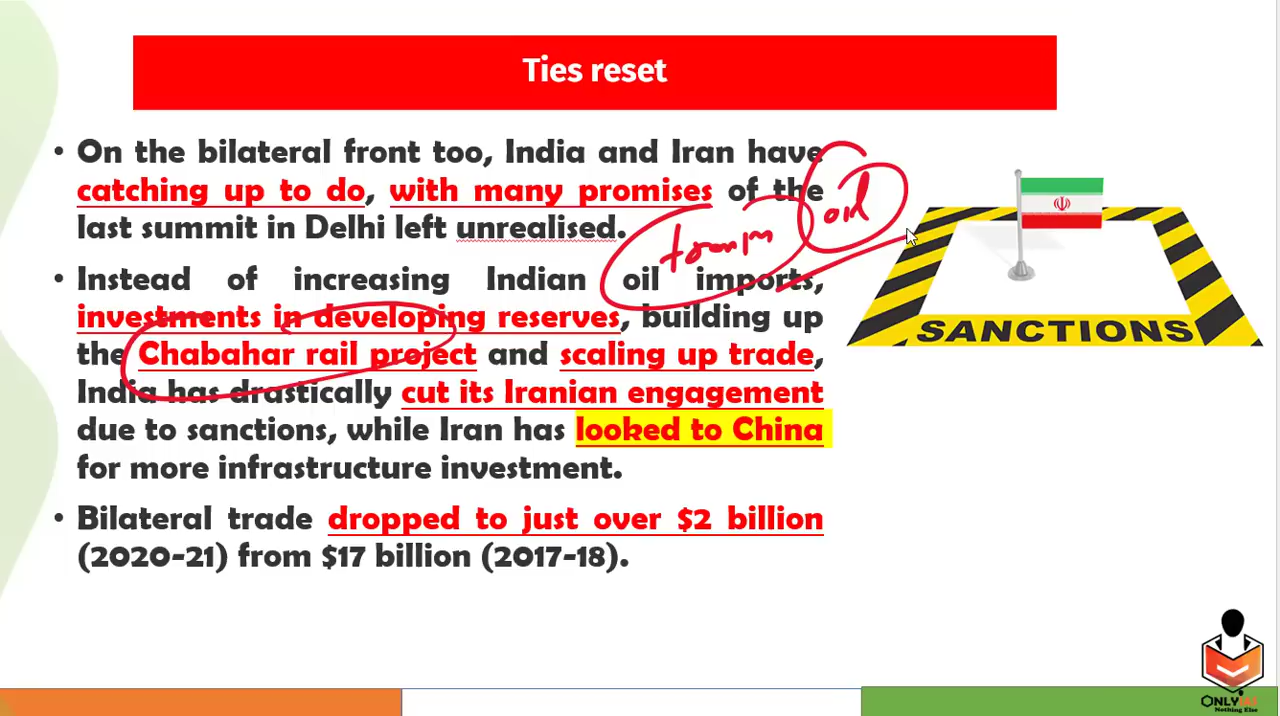 Ties reset
• On the bilateral front too, India and Iran have
catching up to do, with many promises of the
last summit in Delhi left unrealised.
oil
• Instead of increasing Indian oil imports,
investments in developing reserves, building up
the Chabahar rail project and scaling up trade,
India has drastically cut its Iranian engagement
due to sanctions, while Iran has looked to China
for more infrastructure investment.
• Bilateral trade dropped to just over $2 billion
(2020-21) from $17 billion (2017-18).
SANCTIONS
Nothing Else